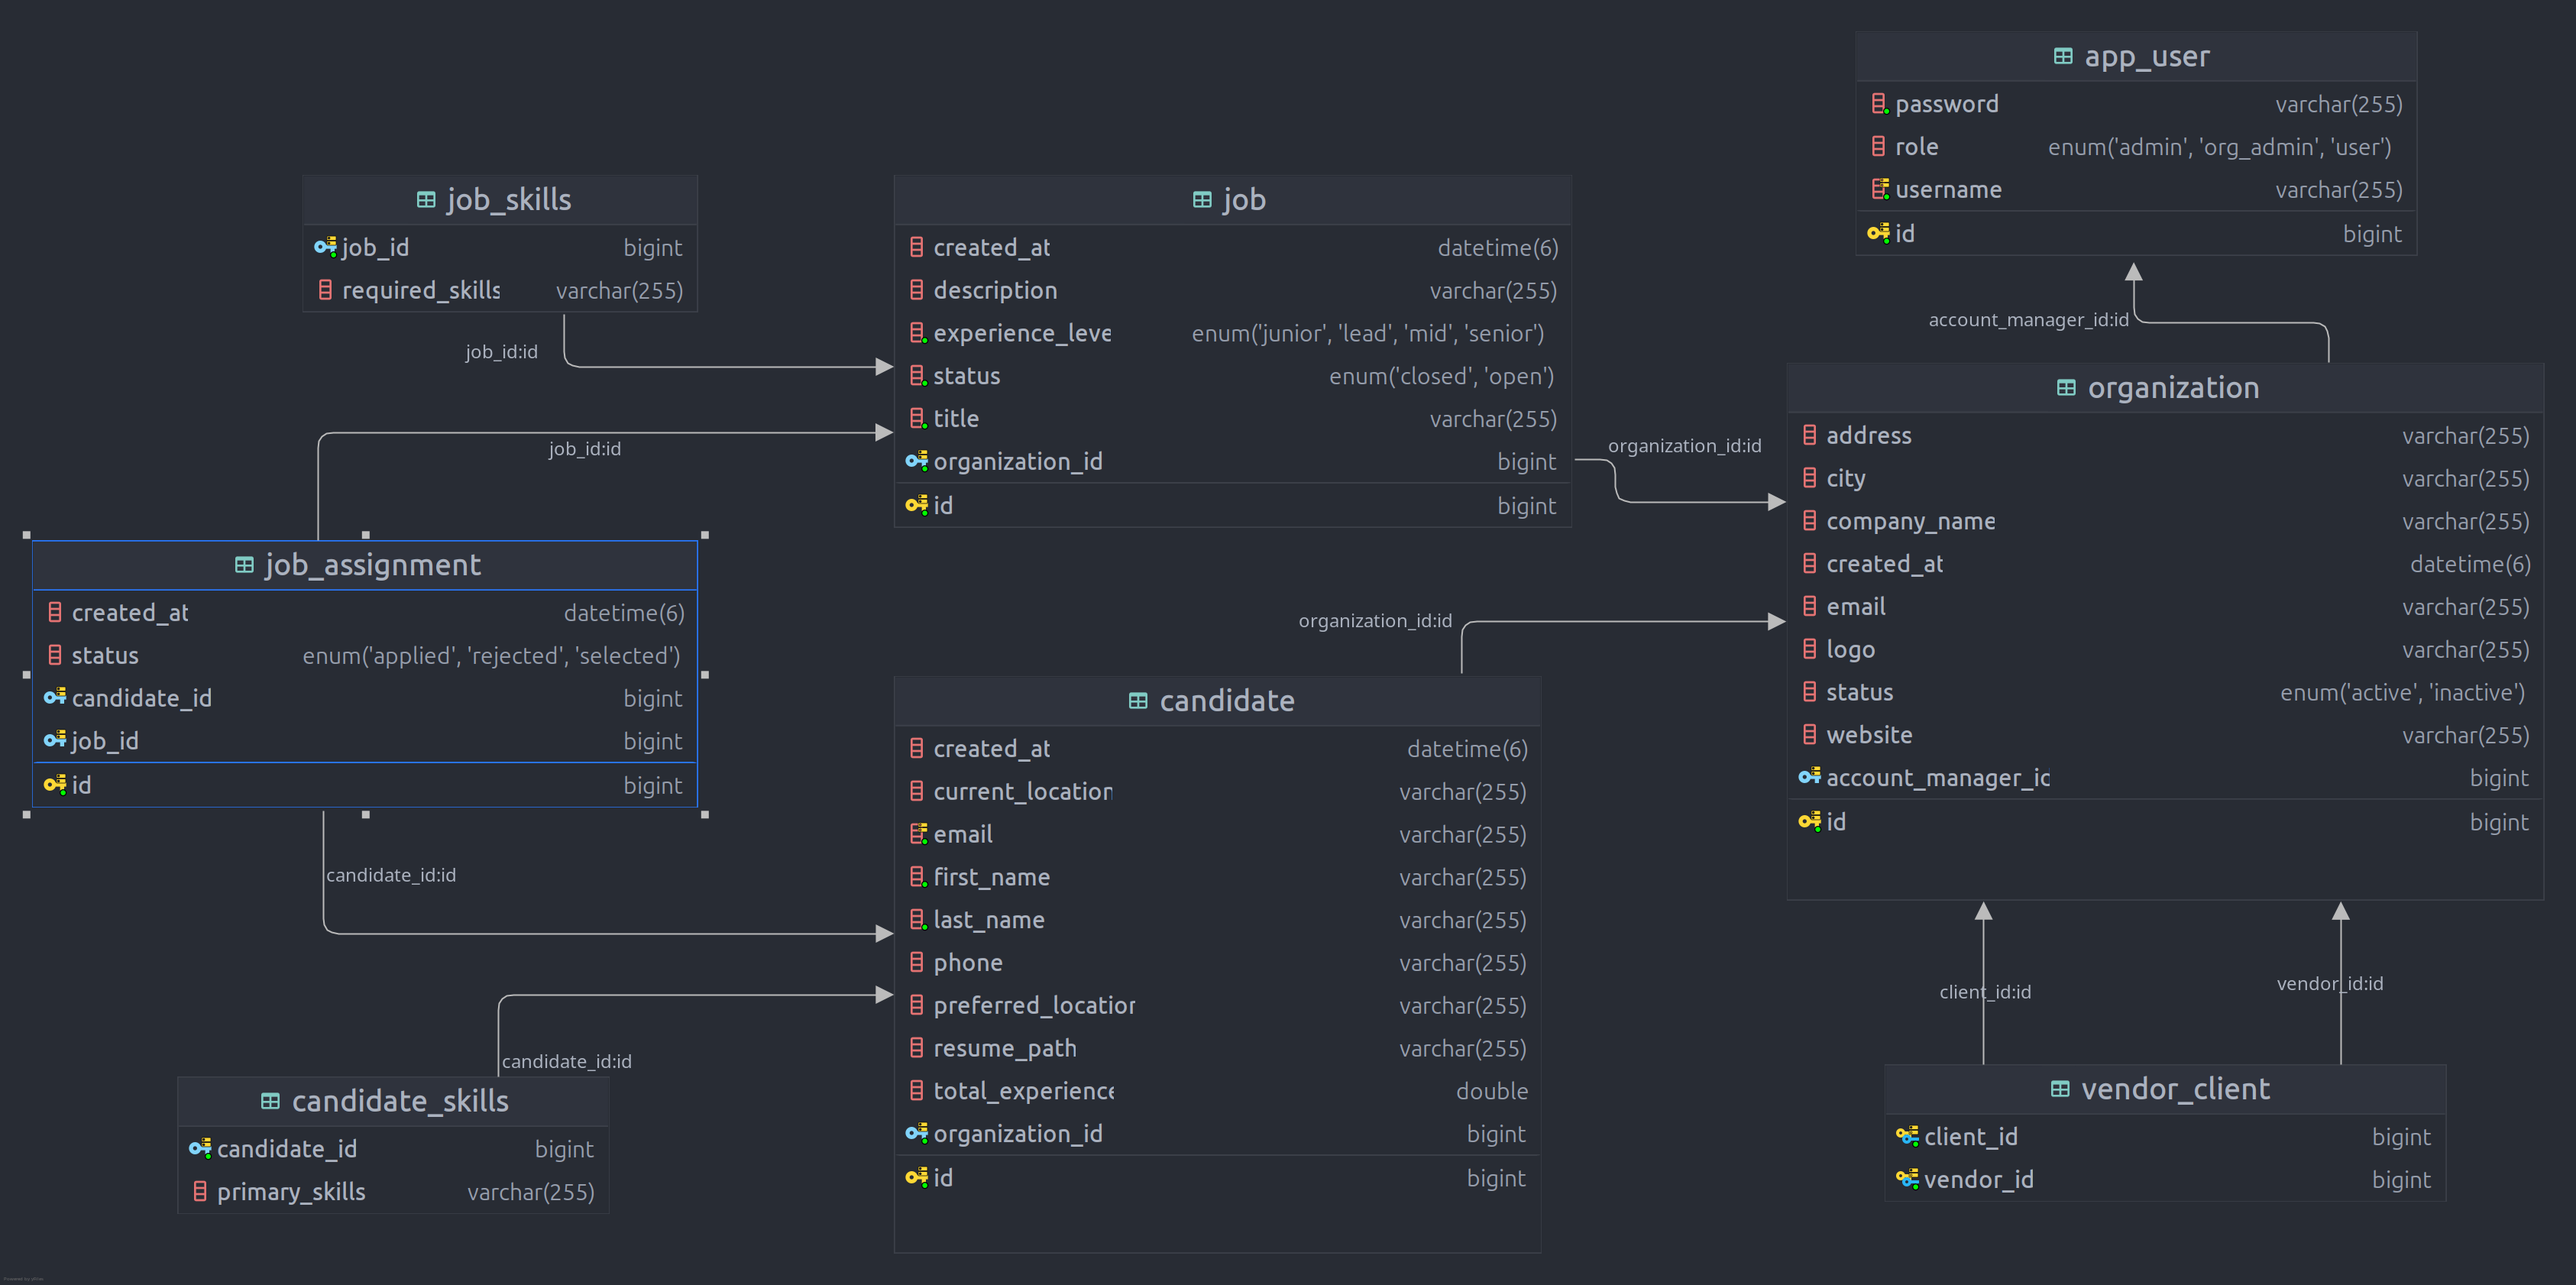 app_user
password varchar(255)
role enum('admin', 'org_admin', 'user')
username varchar(255)
id bigint
account_manager_id:id
job_skills
job_id bigint
required_skills varchar(255)
job_id:id
job
created_at datetime(6)
description varchar(255)
experience_leve enum('junior', 'lead', 'mid', 'senior')
status enum('closed', 'open')
title varchar(255)
organization_id bigint
id bigint
job_id:id
organization_id:id
organization
address varchar(255)
city varchar(255)
company_name varchar(255)
created_at datetime(6)
email varchar(255)
logo varchar(255)
status enum('active', 'inactive')
website varchar(255)
account_manager_id bigint
id bigint
job_assignment
created_at datetime(6)
status enum('applied', 'rejected', 'selected')
candidate_id bigint
job_id bigint
id bigint
candidate_id:id
organization_id:id
candidate
created_at datetime(6)
current_location varchar(255)
email varchar(255)
first_name varchar(255)
last_name varchar(255)
phone varchar(255)
preferred_location varchar(255)
resume_path varchar(255)
total_experience double
organization_id bigint
id bigint
candidate_id:id
candidate_skills
candidate_id bigint
primary_skills varchar(255)
client_id:id
vendor_id:id
vendor_client
client_id bigint
vendor_id bigint
Powered by yFiles